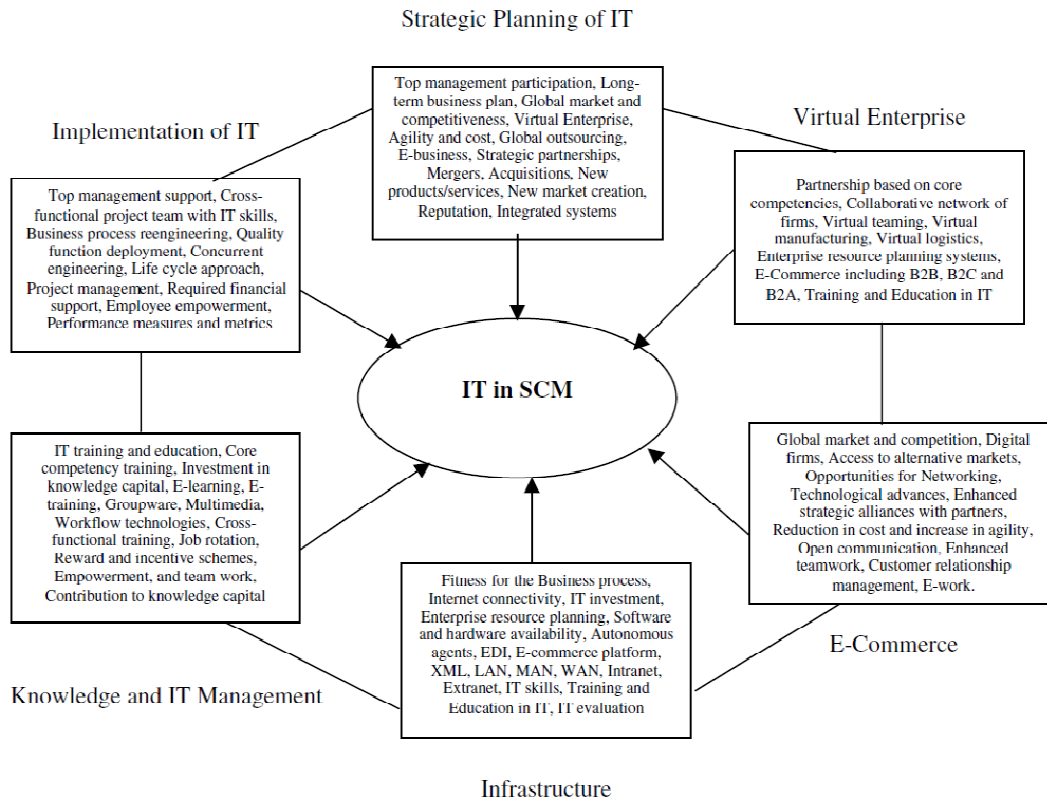 Strategic Planning of IT
Top management participation, Long-
term business plan, Global market and
competitiveness, Virtual Enterprise,
Agility and cost, Global outsourcing,
E-business, Strategic partnerships,
Mergers, Acquisitions, New
products/services, New market creation,
Reputation, Integrated systems
Implementation of IT
Top management support, Cross-
functional project team with IT skills,
Business process reengineering, Quality
function deployment, Concurrent
engineering, Life cycle approach,
Project management, Required financial
support, Employee empowerment,
Performance measures and metrics
Virtual Enterprise
Partnership based on core
competencies, Collaborative network of
firms, Virtual teaming, Virtual
manufacturing, Virtual logistics,
Enterprise resource planning systems,
E-Commerce including B2B, B2C and
B2A, Training and Education in IT
IT in SCM
IT training and education, Core
competency training, Investment in
knowledge capital, E-learning, E-
training, Groupware, Multimedia,
Workflow technologies, Cross-
functional training, Job rotation,
Reward and incentive schemes,
Empowerment, and team work,
Contribution to knowledge capital
Knowledge and IT Management
Global market and competition, Digital
firms, Access to alternative markets,
Opportunities for Networking,
Technological advances, Enhanced
strategic alliances with partners,
Reduction in cost and increase in agility,
Open communication, Enhanced
teamwork, Customer relationship
management, E-work.
E-Commerce
Fitness for the Business process,
Internet connectivity, IT investment,
Enterprise resource planning, Software
and hardware availability, Autonomous
agents, EDI, E-commerce platform,
XML, LAN, MAN, WAN, Intranet,
Extranet, IT skills, Training and
Education in IT, IT evaluation
Infrastructure